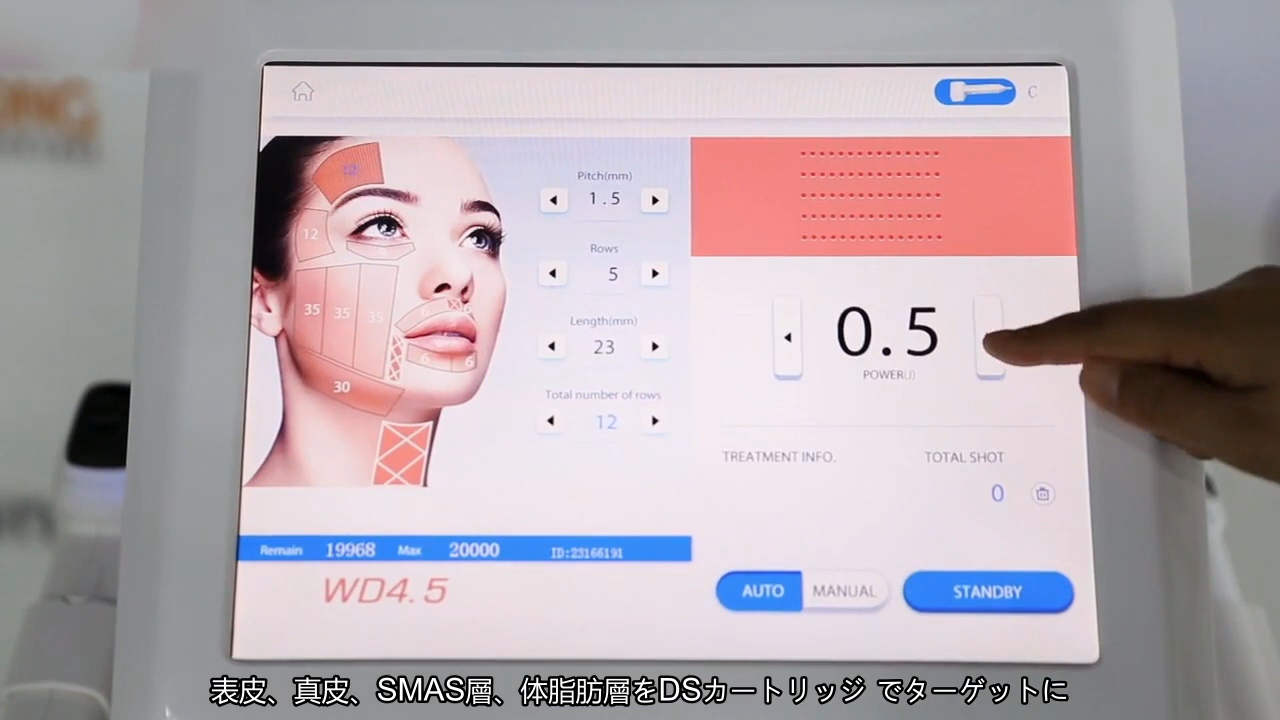 C
Pitch(mm)
1.5
Rows
5
Length(mm)
23
Total number of rows
12
12
12
35 35 35
6 6
6 6
30
0.5
POWER(J)
TREATMENT INFO.
TOTAL SHOT
0
Remain 19968 Max 20000 ID:23166191
WD4.5
AUTO MANUAL
STANDBY
表皮、真皮、SMAS層、体脂肪層をDSカートリッジ でターゲットに